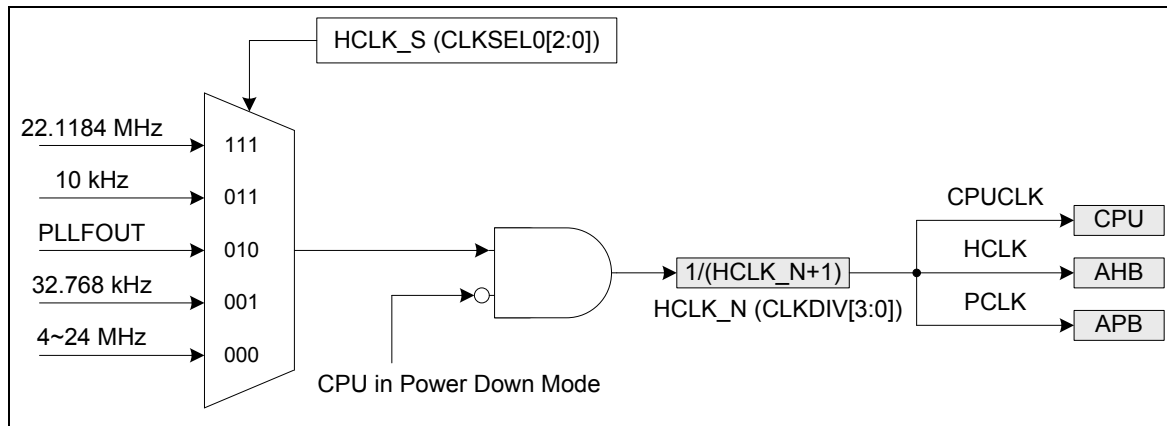 HCLK_S (CLKSEL0[2:0])
22.1184 MHz
111
10 kHz
011
PLLFOUT
010
32.768 kHz
001
4~24 MHz
000
CPU in Power Down Mode
1/(HCLK_N+1)
HCLK_N (CLKDIV[3:0])
CPUCLK
CPU
HCLK
AHB
PCLK
APB